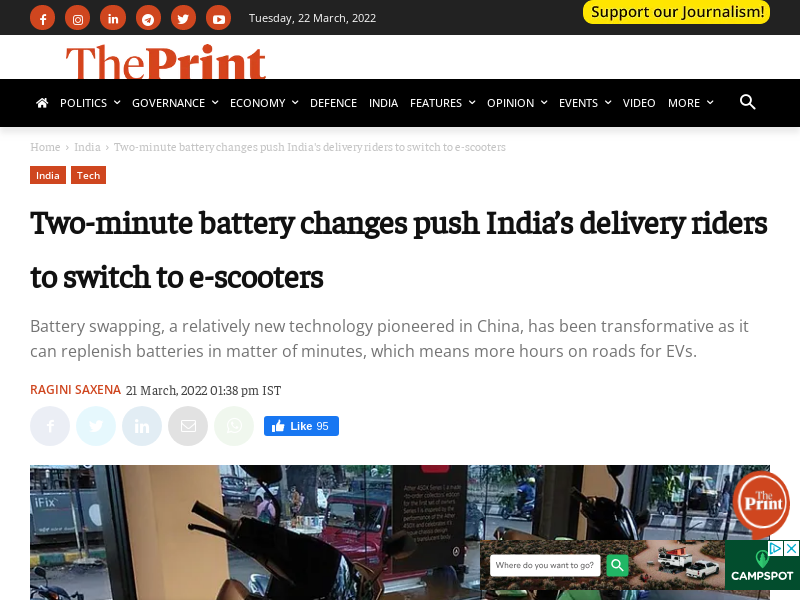 Tuesday, 22 March, 2022
Support our Journalism!
ThePrint
POLITICS GOVERNANCE ECONOMY DEFENCE INDIA FEATURES OPINION EVENTS VIDEO MORE
Home › India › Two-minute battery changes push India's delivery riders to switch to e-scooters
India Tech
Two-minute battery changes push India's delivery riders
to switch to e-scooters
Battery swapping, a relatively new technology pioneered in China, has been transformative as it
can replenish batteries in matter of minutes, which means more hours on roads for EVs.
RAGINI SAXENA 21 March, 2022 01:38 pm IST
Like 95
iFix
The
Print
Where do you want to go?
CAMPSPOT